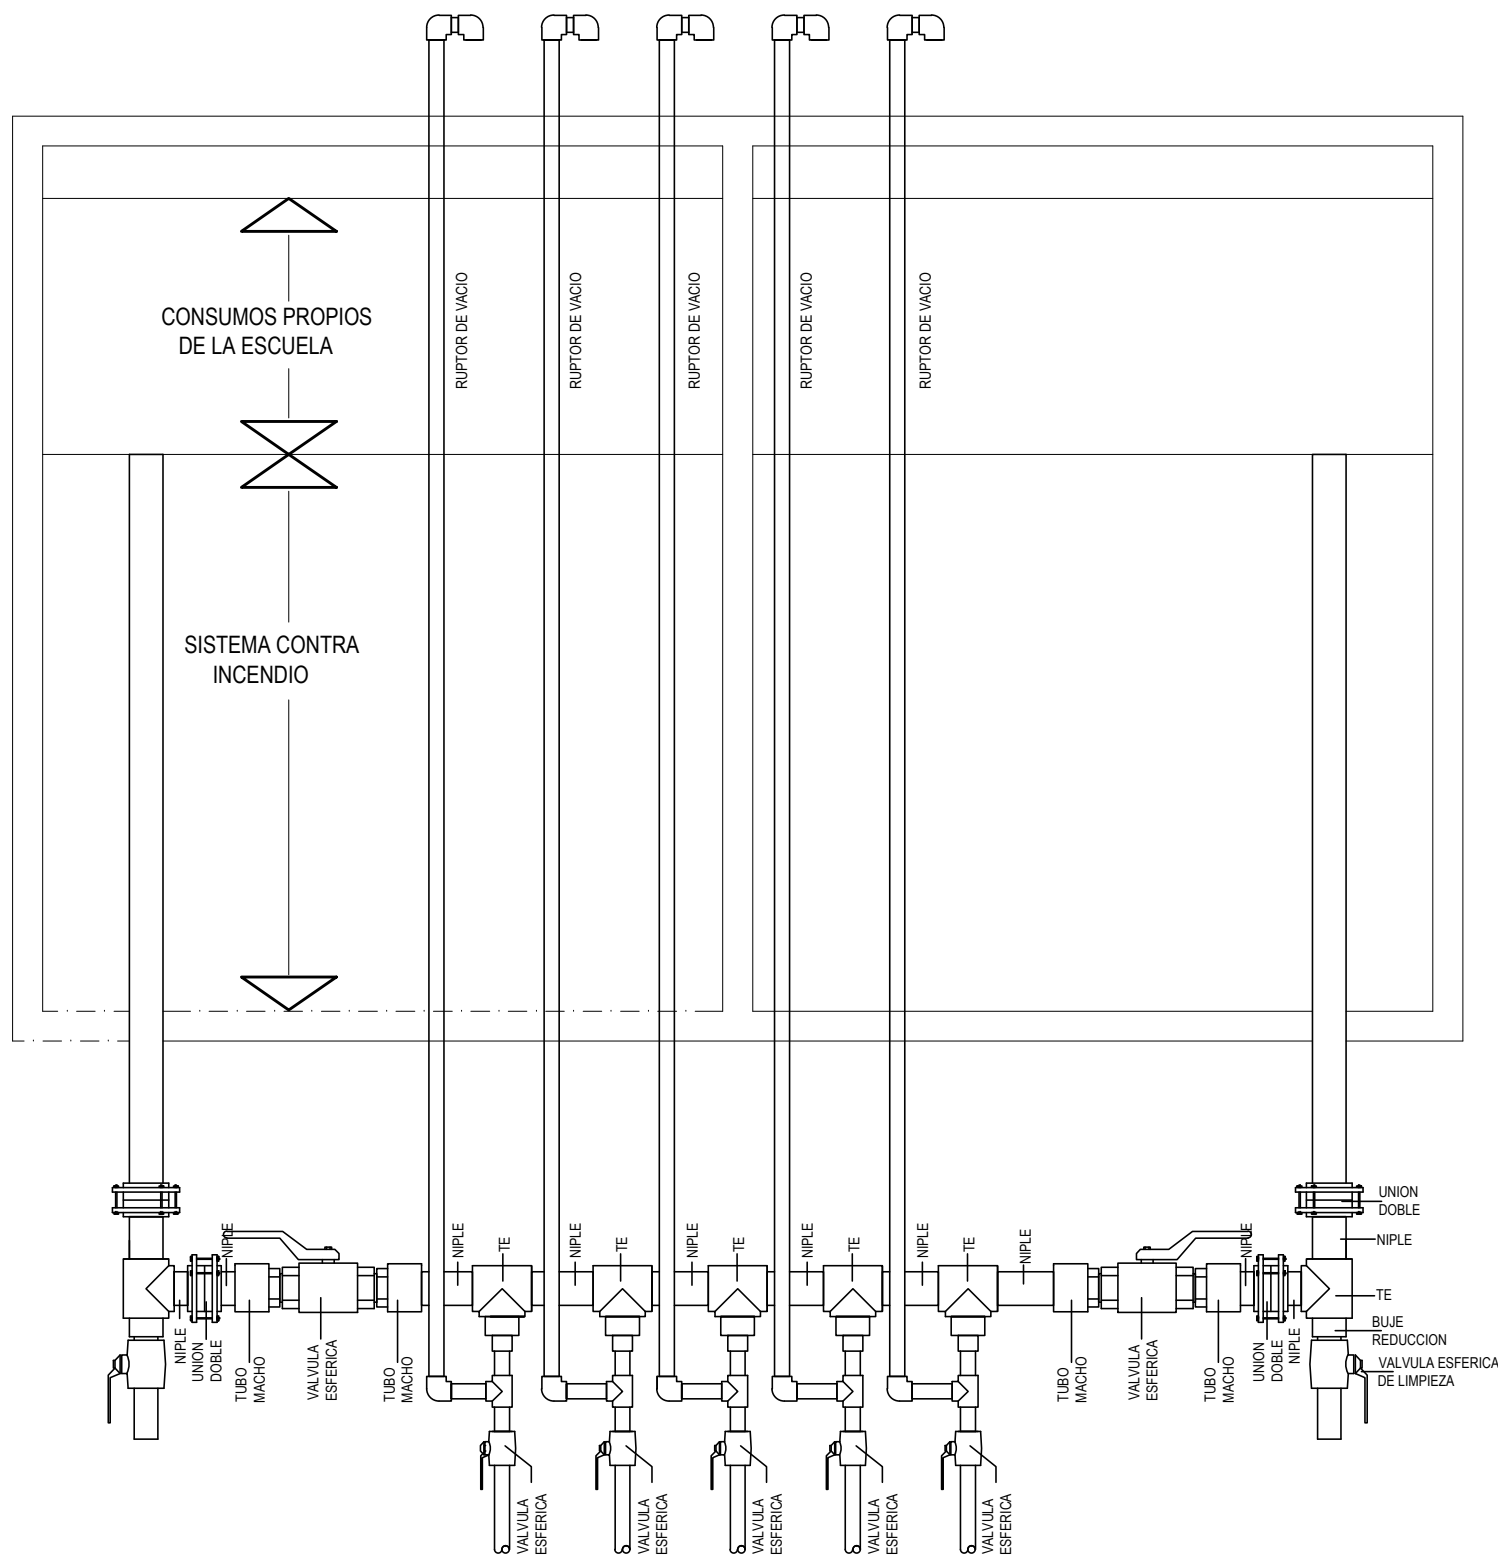 RUPTOR DE VACIO
RUPTOR DE VACIO
RUPTOR DE VACIO
RUPTOR DE VACIO
RUPTOR DE VACIO
CONSUMOS PROPIOS
DE LA ESCUELA
SISTEMA CONTRA
INCENDIO
UNION
DOBLE
NIPLE
NIPLE
NIPLE
TE
NIPLE
TE
NIPLE
TE
NIPLE
TE
NIPLE
TE
NIPLE
NIPLE
TE
BUJE
REDUCCION
VALVULA ESFERICA
DE LIMPIEZA
NIPLE
UNION
DOBLE
TUBO
MACHO
VALVULA
ESFERICA
TUBO
MACHO
TUBO
MACHO
VALVULA
ESFERICA
TUBO
MACHO
UNION
DOBLE
NIPLE
VALVULA
ESFERICA
VALVULA
ESFERICA
VALVULA
ESFERICA
VALVULA
ESFERICA
VALVULA
ESFERICA